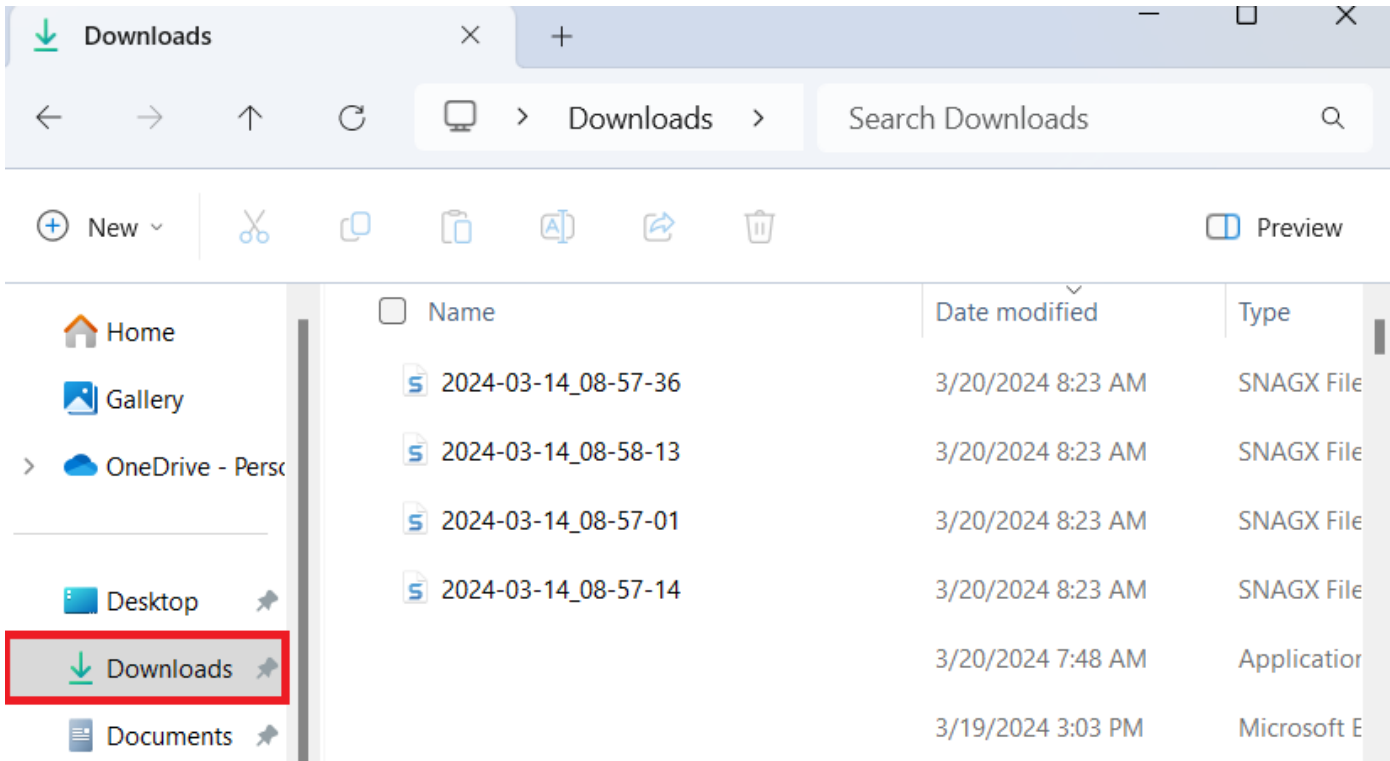 Downloads
Downloads Search Downloads
New Preview
Name Date modified Type
Home
Gallery
OneDrive - Perso
Desktop
Downloads
Documents
2024-03-14_08-57-36 3/20/2024 8:23 AM SNAGX File
2024-03-14_08-58-13 3/20/2024 8:23 AM SNAGX File
2024-03-14_08-57-01 3/20/2024 8:23 AM SNAGX File
2024-03-14_08-57-14 3/20/2024 8:23 AM SNAGX File
3/20/2024 7:48 AM Application
3/19/2024 3:03 PM Microsoft E